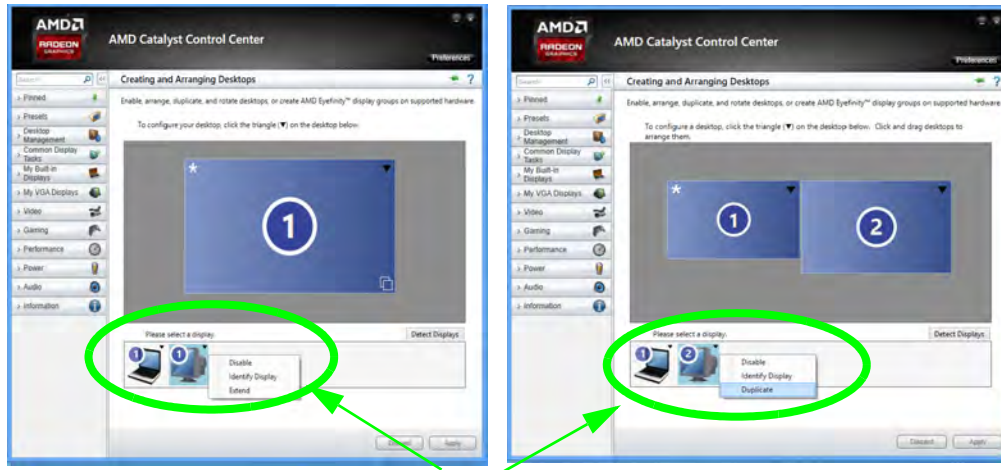 AMD
RADEON
GRAPHICS
AMD Catalyst Control Center
Preferences
Search
Creating and Arranging Desktops
?
Pinned
Presets
Desktop
Management
Common Display
Tasks
My Built-in
Displays
My VGA Displays
Video
Gaming
Performance
Power
Audio
Information
Enable, arrange, duplicate, and rotate desktops, or create AMD Eyefinity™ display groups on supported hardware.
To configure your desktop, click the triangle (▼) on the desktop below.
*
1
Please select a display.
Detect Displays
1
1
Disable
Identify Display
Extend
Discard
Apply
AMD
RADEON
GRAPHICS
AMD Catalyst Control Center
Preferences
Search
Creating and Arranging Desktops
?
Pinned
Presets
Desktop
Management
Common Display
Tasks
My Built-in
Displays
My VGA Displays
Video
Gaming
Performance
Power
Audio
Information
Enable, arrange, duplicate, and rotate desktops, or create AMD Eyefinity™ display groups on supported hardware
To configure a desktop, click the triangle (▼) on the desktop below. Click and drag desktops to
arrange them.
*
1
2
Please select a display.
Detect Displays
1
2
Disable
Identify Display
Duplicate
Discard
Apply